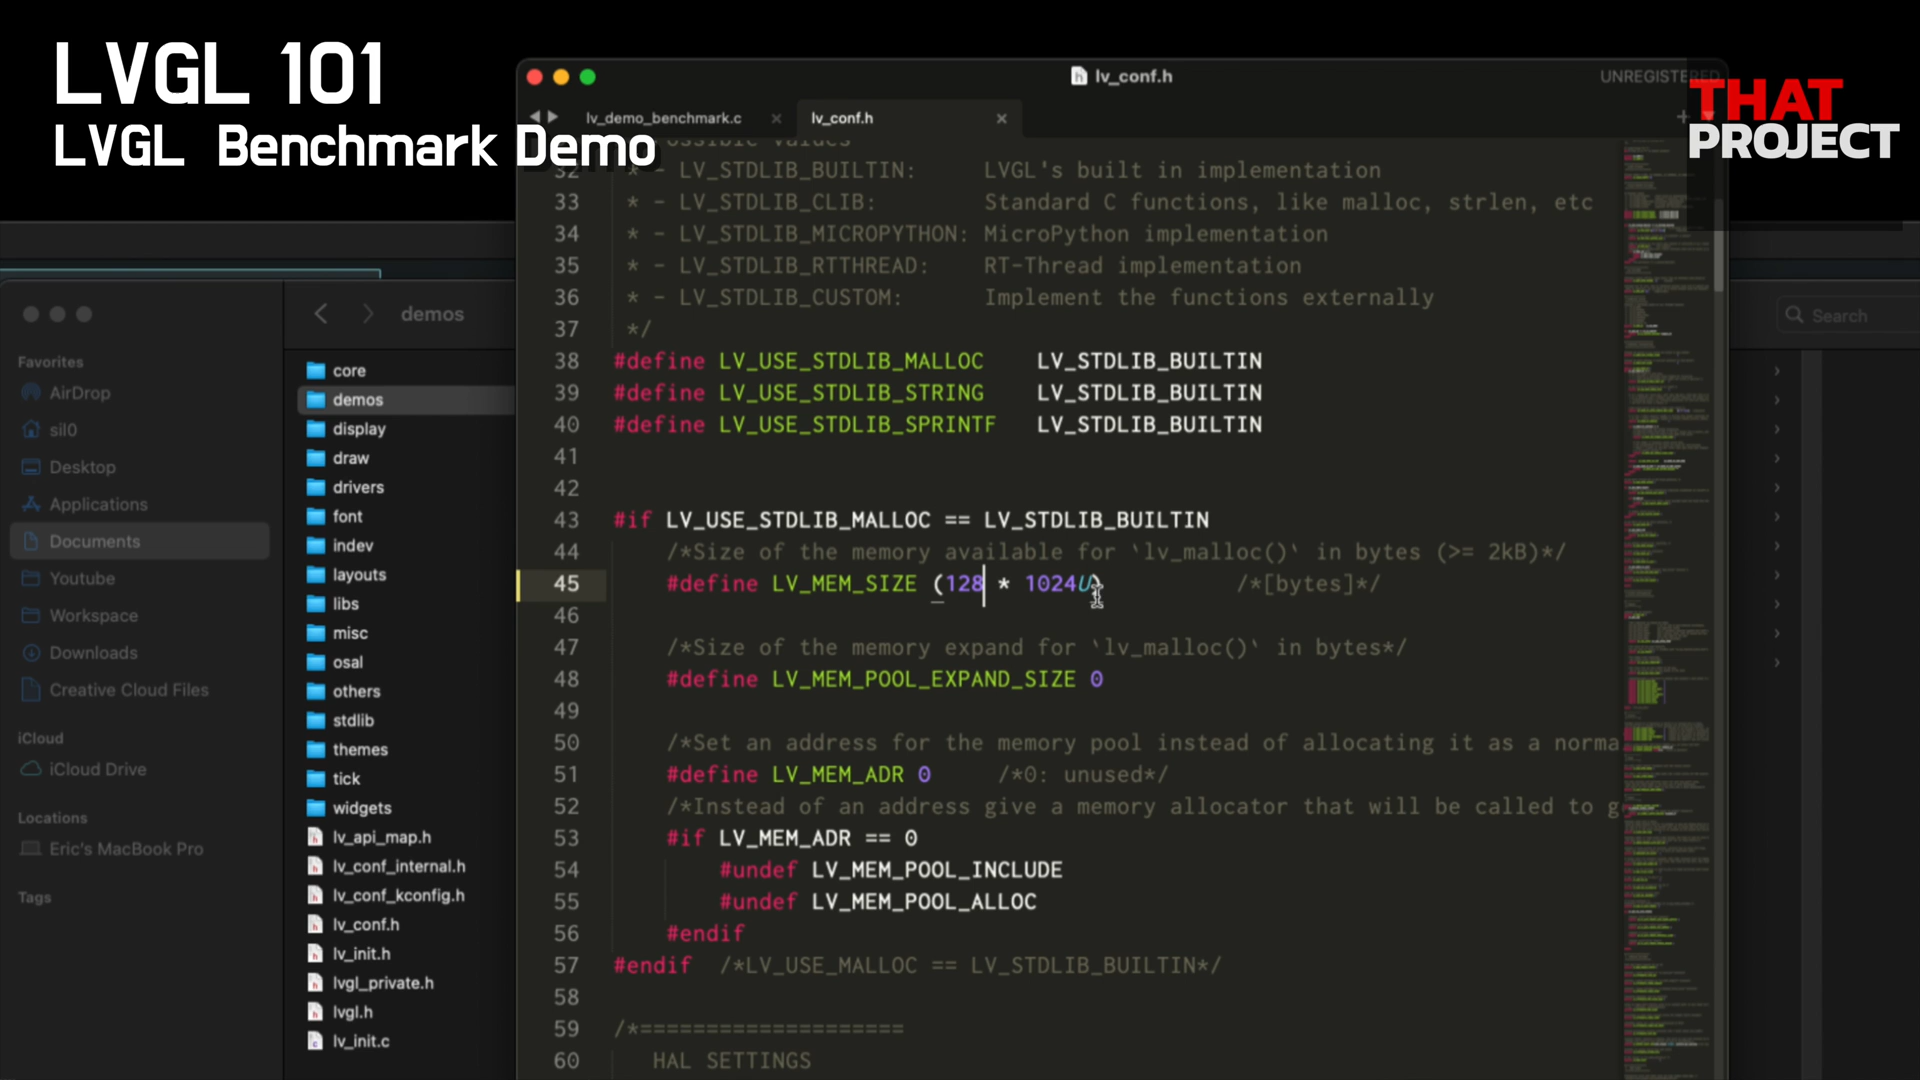 LVGL 101
LVGL Benchmark Demo
THAT
PROJECT
lv_conf.h
UNREGISTERED
lv_demo_benchmark.c
lv_conf.h
32 * - LV_STDLIB_BUILTIN: LVGL's built in implementation
33 * - LV_STDLIB_CLIB: Standard C functions, like malloc, strlen, etc
34 * - LV_STDLIB_MICROPYTHON: MicroPython implementation
35 * - LV_STDLIB_RTTHREAD: RT-Thread implementation
36 * - LV_STDLIB_CUSTOM: Implement the functions externally
37 */
38 #define LV_USE_STDLIB_MALLOC LV_STDLIB_BUILTIN
39 #define LV_USE_STDLIB_STRING LV_STDLIB_BUILTIN
40 #define LV_USE_STDLIB_SPRINTF LV_STDLIB_BUILTIN
41
42
43 #if LV_USE_STDLIB_MALLOC == LV_STDLIB_BUILTIN
44 /*Size of the memory available for `lv_malloc()` in bytes (>= 2kB)*/
45 #define LV_MEM_SIZE (128 * 1024U) /*[bytes]*/
46
47 /*Size of the memory expand for `lv_malloc()` in bytes*/
48 #define LV_MEM_POOL_EXPAND_SIZE 0
49
50 /*Set an address for the memory pool instead of allocating it as a norma
51 #define LV_MEM_ADR 0 /*0: unused*/
52 /*Instead of an address give a memory allocator that will be called to g
53 #if LV_MEM_ADR == 0
54 #undef LV_MEM_POOL_INCLUDE
55 #undef LV_MEM_POOL_ALLOC
56 #endif
57 #endif /*LV_USE_MALLOC == LV_STDLIB_BUILTIN*/
58
59 /*====================
60 HAL SETTINGS
demos
Search
Favorites
AirDrop
sil0
Desktop
Applications
Documents
Youtube
Workspace
Downloads
Creative Cloud Files
iCloud
iCloud Drive
Locations
Eric's MacBook Pro
Tags
core
demos
display
draw
drivers
font
indev
layouts
libs
misc
osal
others
stdlib
themes
tick
widgets
lv_api_map.h
lv_conf_internal.h
lv_conf_kconfig.h
lv_conf.h
lv_init.h
lvgl_private.h
lvgl.h
lv_init.c